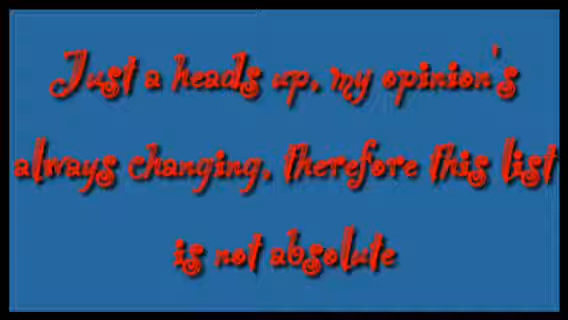 Just a heads up, my opinion's
always changing, therefore this list
is not absolute